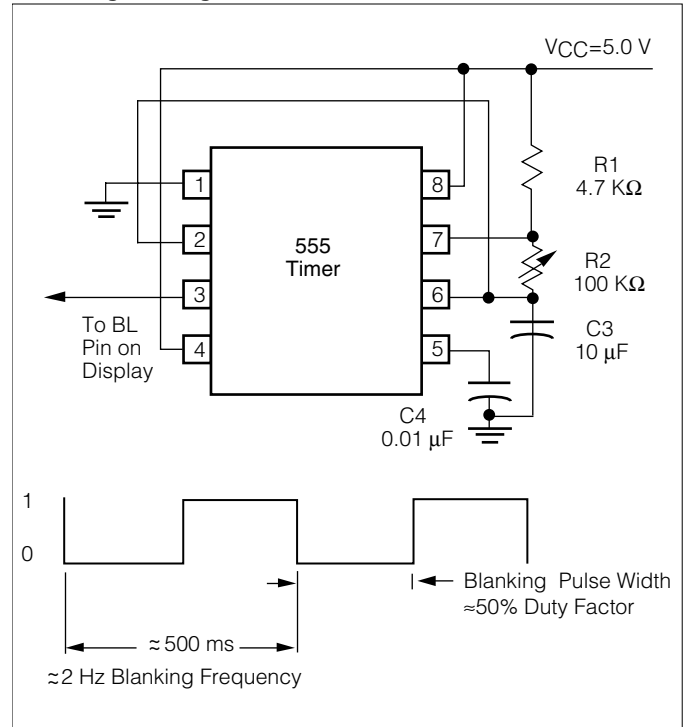 VCC=5.0 V
1
8
R1
4.7 KΩ
2
7
555
Timer
R2
100 KΩ
3
6
To BL
Pin on
Display
C3
10 μF
4
5
C4
0.01 μF
1
0
Blanking Pulse Width
≈50% Duty Factor
≈ 500 ms
≈2 Hz Blanking Frequency